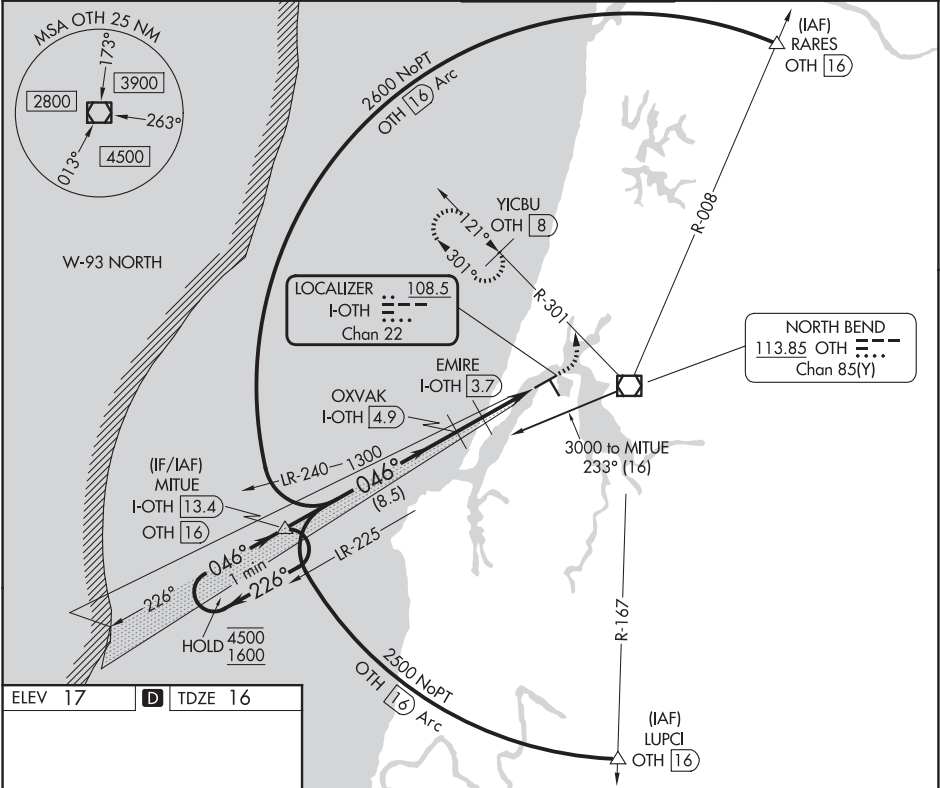 MSA OTH 25 NM
173°
3900
2800
263°
013°
4500
W-93 NORTH
(IAF)
RARES
OTH 16
2600 NoPT
OTH 16 Arc
YICBU
OTH 8
121°
301°
R-301
R-008
LOCALIZER 108.5
I-OTH
Chan 22
NORTH BEND
113.85 OTH
Chan 85(Y)
EMIRE
I-OTH 3.7
OXVAK
I-OTH 4.9
3000 to MITUE
233° (16)
(IF/IAF)
MITUE
I-OTH 13.4
OTH 16
LR-240
1300
046°
(8.5)
LR-225
046°
1 min
226°
226°
HOLD 4500
1600
R-167
2500 NoPT
OTH 16 Arc
(IAF)
LUPCI
OTH 16
ELEV 17 D TDZE 16